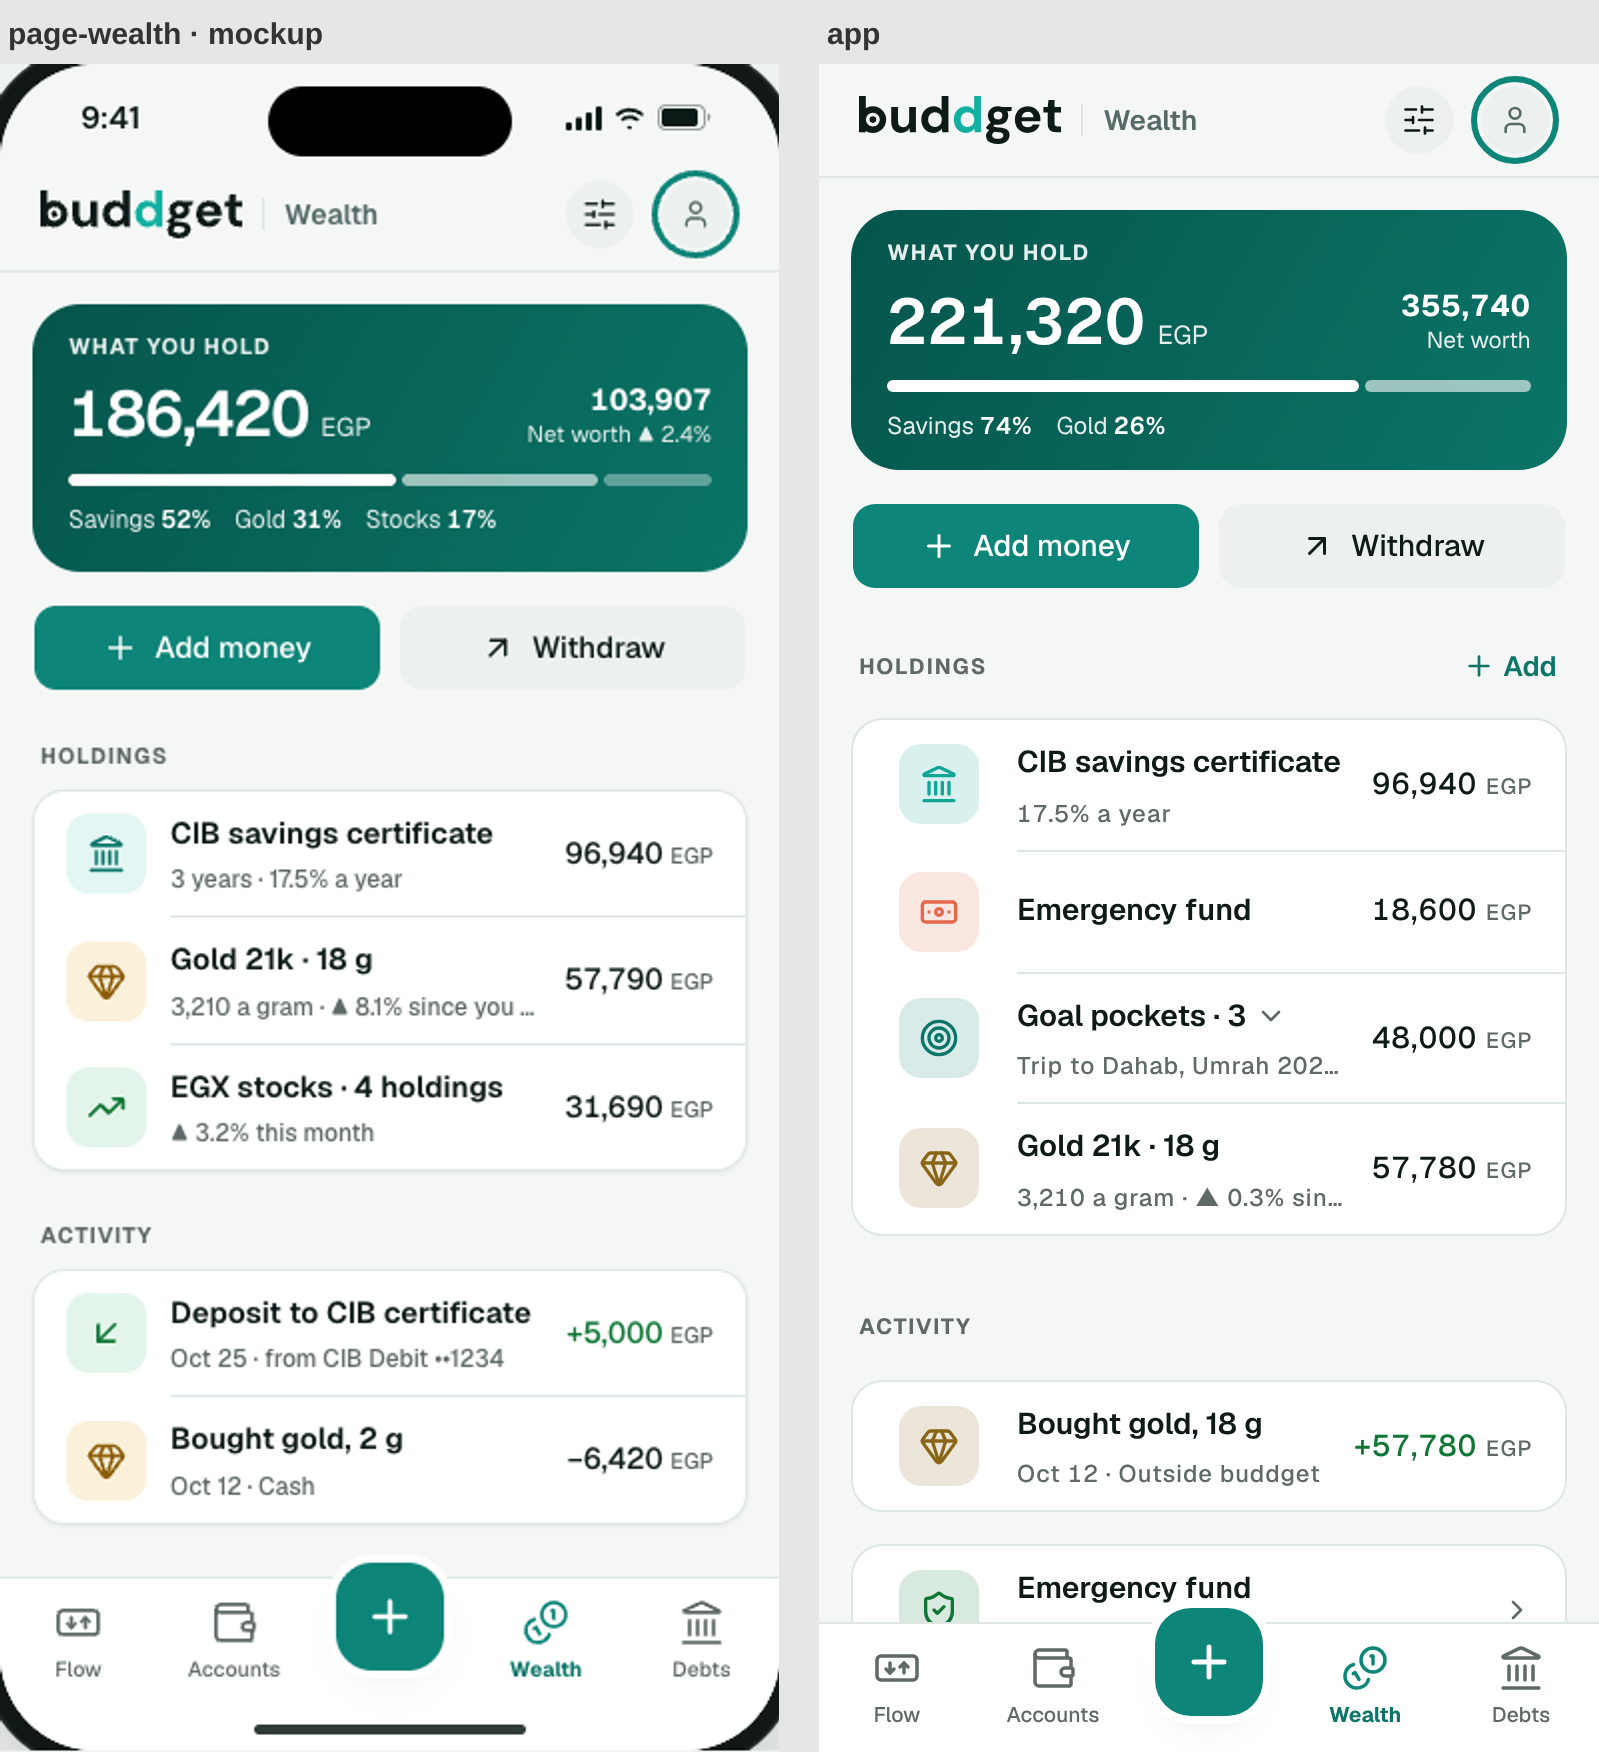 page-wealth · mockup
9:41
buddget
Wealth
WHAT YOU HOLD
186,420 EGP
103,907
Net worth ▲ 2.4%
Savings 52% Gold 31% Stocks 17%
+ Add money
Withdraw
HOLDINGS
CIB savings certificate
3 years · 17.5% a year
96,940 EGP
Gold 21k · 18 g
3,210 a gram · ▲ 8.1% since you ...
57,790 EGP
EGX stocks · 4 holdings
▲ 3.2% this month
31,690 EGP
ACTIVITY
Deposit to CIB certificate
Oct 25 · from CIB Debit ••1234
+5,000 EGP
Bought gold, 2 g
Oct 12 · Cash
−6,420 EGP
Flow
Accounts
Wealth
Debts
app
buddget
Wealth
WHAT YOU HOLD
221,320 EGP
355,740
Net worth
Savings 74% Gold 26%
+ Add money
Withdraw
HOLDINGS
+ Add
CIB savings certificate
17.5% a year
96,940 EGP
Emergency fund
18,600 EGP
Goal pockets · 3
Trip to Dahab, Umrah 202...
48,000 EGP
Gold 21k · 18 g
3,210 a gram · ▲ 0.3% sin...
57,780 EGP
ACTIVITY
Bought gold, 18 g
Oct 12 · Outside buddget
+57,780 EGP
Emergency fund
Flow
Accounts
Wealth
Debts